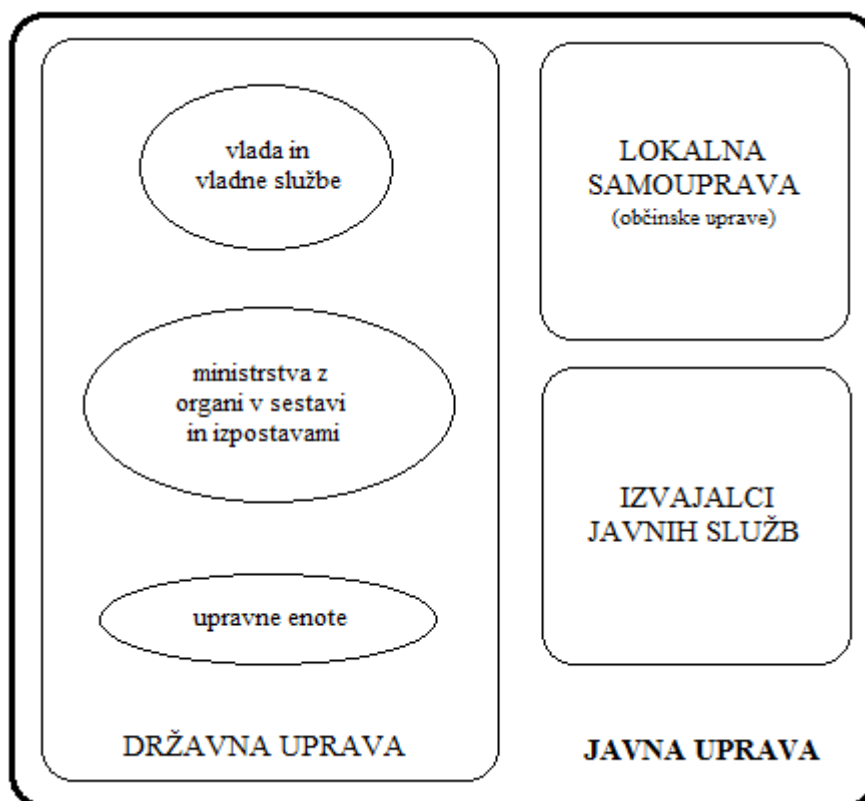 vlada in
vladne službe
ministrstva z
organi v sestavi
in izpostavami
upravne enote
DRŽAVNA UPRAVA
LOKALNA
SAMOUPRAVA
(občinske uprave)
IZVAJALCI
JAVNIH SLUŽB
JAVNA UPRAVA